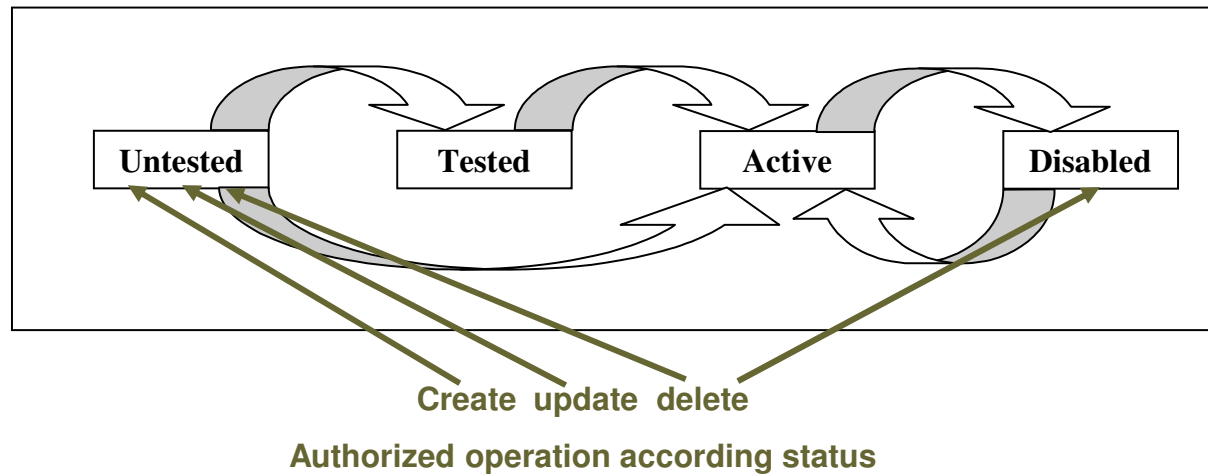 Untested Tested Active Disabled
Create update delete
Authorized operation according status